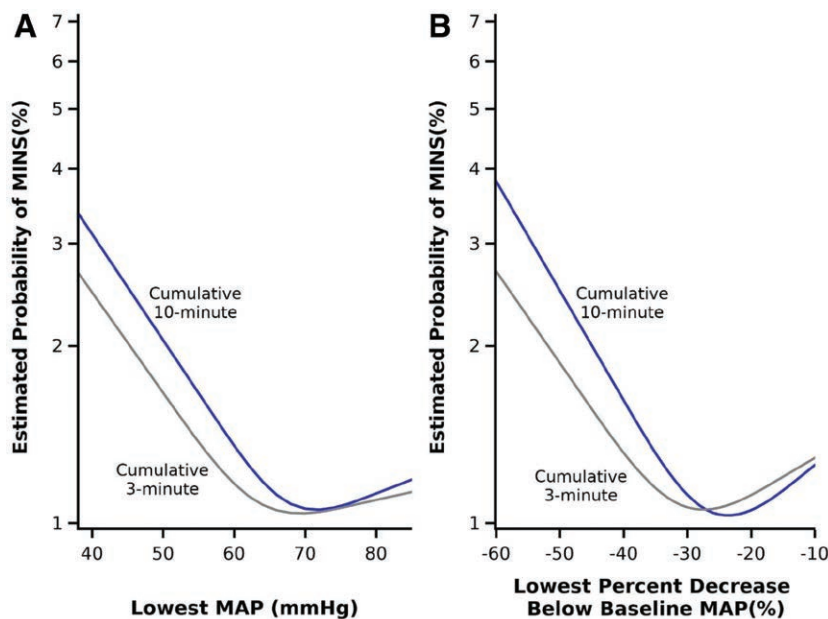 A
Estimated Probability of MINS(%)
7
6
5
4
3
2
1
Cumulative
10-minute
Cumulative
3-minute
40
50
60
70
80
Lowest MAP (mmHg)
B
Estimated Probability of MINS(%)
7
6
5
4
3
2
1
Cumulative
10-minute
Cumulative
3-minute
-60
-50
-40
-30
-20
-10
Lowest Percent Decrease
Below Baseline MAP(%)